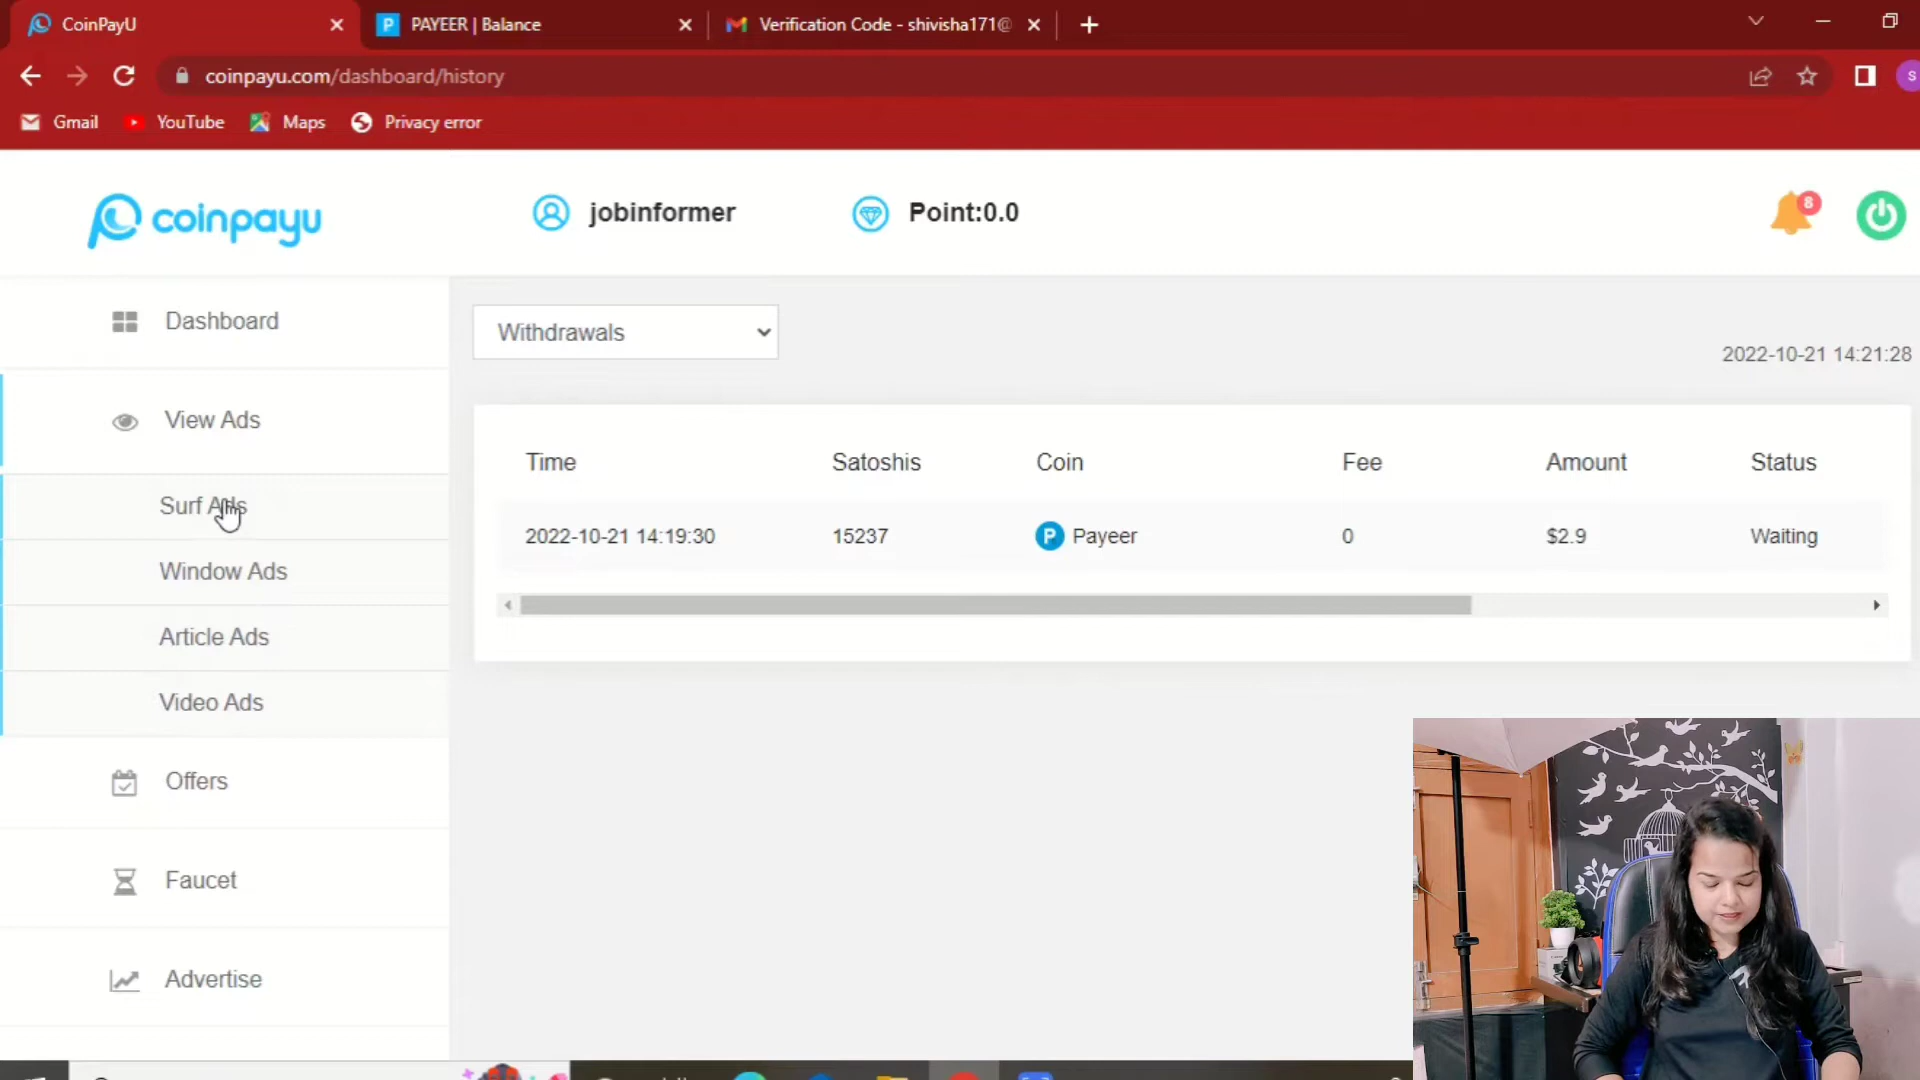 CoinPayU
PAYEER | Balance
Verification Code - shivisha171@
coinpayu.com/dashboard/history
Gmail
YouTube
Maps
Privacy error
coinpayu
jobinformer
Point:0.0
8
Dashboard
View Ads
Surf Ads
Window Ads
Article Ads
Video Ads
Offers
Faucet
Advertise
Withdrawals
2022-10-21 14:21:28
Time Satoshis Coin Fee Amount Status
2022-10-21 14:19:30 15237 P Payeer 0 $2.9 Waiting